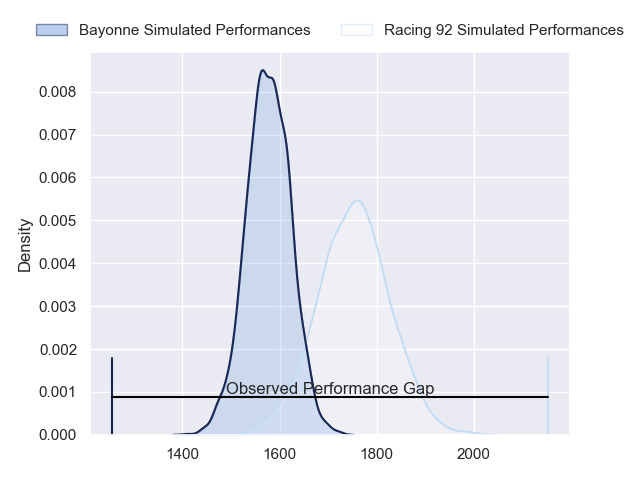 Bayonne Simulated Performances Racing 92 Simulated Performances
0.008
0.007
0.006
0.005
0.004
0.003
0.002
0.001
0.000
Density
Observed Performance Gap
1400 1600 1800 2000